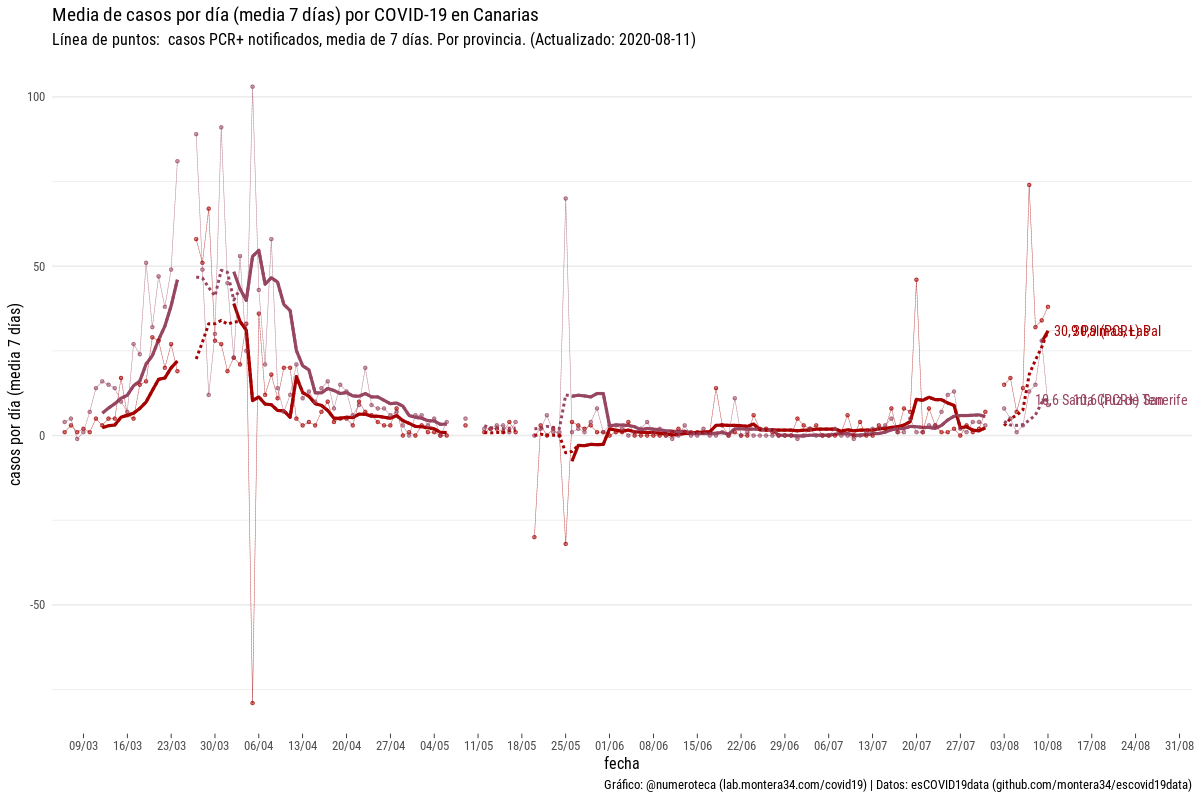 Media de casos por día (media 7 días) por COVID-19 en Canarias
Línea de puntos:  casos PCR+ notificados, media de 7 días. Por provincia. (Actualizado: 2020-08-11)
casos por día (media 7 días)
100
50
0
-50
30,9
10,6
09/03 16/03 23/03 30/03 06/04 13/04 20/04 27/04 04/05 11/05 18/05 25/05 01/06 08/06 15/06 22/06 29/06 06/07 13/07 20/07 27/07 03/08 10/08 17/08 24/08 31/08
fecha
Gráfico: @numeroteca (lab.montera34.com/covid19) | Datos: esCOVID19data (github.com/montera34/escovid19data)